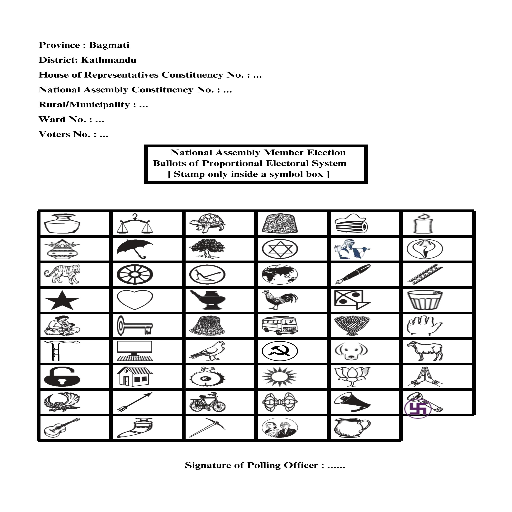 Province : Bagmati
District: Kathmandu
House of Representatives Constituency No. : ...
National Assembly Constituency No. : ...
Rural/Municipality : ...
Ward No. : ...
Voters No. : ...
National Assembly Member Election
Ballots of Proportional Electoral System
[ Stamp only inside a symbol box ]
Signature of Polling Officer : ......